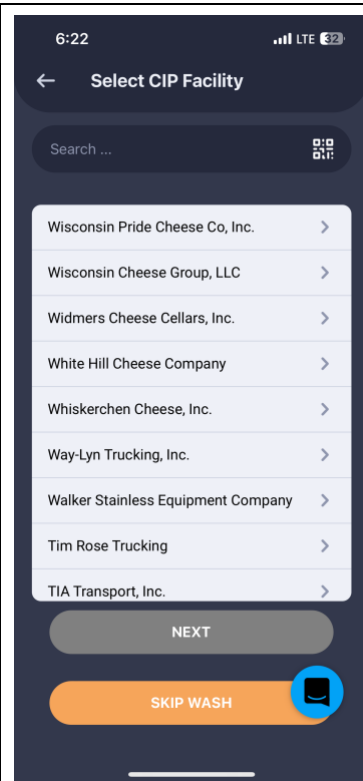 6:22 LTE 32
Select CIP Facility
Search ...
Wisconsin Pride Cheese Co, Inc.
Wisconsin Cheese Group, LLC
Widmers Cheese Cellars, Inc.
White Hill Cheese Company
Whiskerchen Cheese, Inc.
Way-Lyn Trucking, Inc.
Walker Stainless Equipment Company
Tim Rose Trucking
TIA Transport, Inc.
NEXT
SKIP WASH